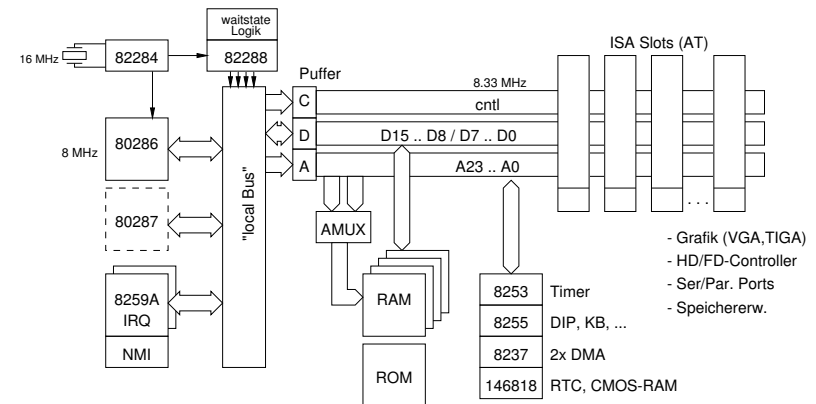 waitstate
Logik
82288
16 MHz
82284
ISA Slots (AT)
Puffer
8.33 MHz
C
cntl
D
D15 .. D8 / D7 .. D0
A
A23 .. A0
8 MHz
80286
80287
"local Bus"
8259A
IRQ
NMI
AMUX
RAM
ROM
. . .
- Grafik (VGA,TIGA)
- HD/FD-Controller
- Ser/Par. Ports
- Speichererw.
8253 Timer
8255 DIP, KB, ...
8237 2x DMA
146818 RTC, CMOS-RAM